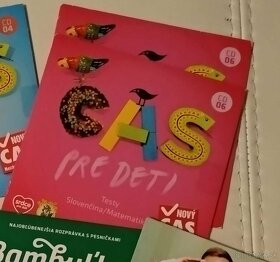 CD 04
CD 06
CD 06
ČAS
PRE DETI
Testy
Slovenčina/Matematika
srdce
NOVÝ
ČAS
NOVÝ
ČAS
NAJOBĽÚBENEJŠIA ROZPRÁVKA S PESNIČKAMI